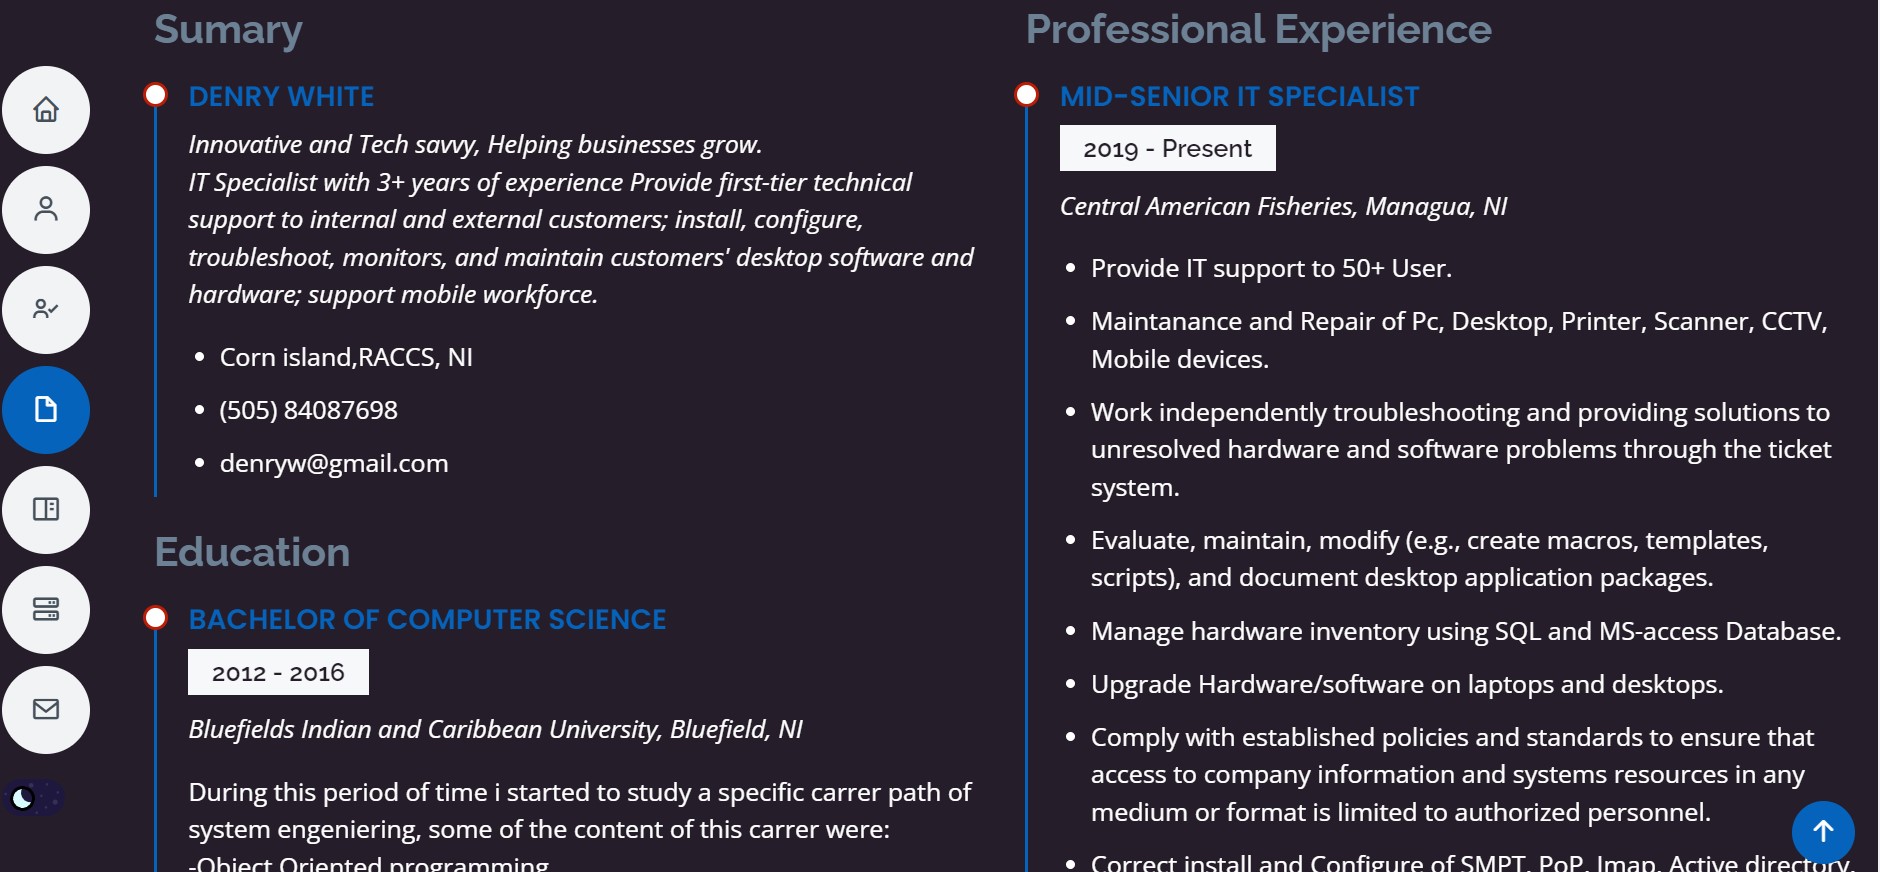 Sumary
DENRY WHITE
Innovative and Tech savvy, Helping businesses grow.
IT Specialist with 3+ years of experience Provide first-tier technical
support to internal and external customers; install, configure,
troubleshoot, monitors, and maintain customers' desktop software and
hardware; support mobile workforce.
Corn island,RACCS, NI
(505) 84087698
denryw@gmail.com
Education
BACHELOR OF COMPUTER SCIENCE
2012 - 2016
Bluefields Indian and Caribbean University, Bluefield, NI
During this period of time i started to study a specific carrer path of
system engeniering, some of the content of this carrer were:
-Object Oriented programming
Professional Experience
MID-SENIOR IT SPECIALIST
2019 - Present
Central American Fisheries, Managua, NI
Provide IT support to 50+ User.
Maintanance and Repair of Pc, Desktop, Printer, Scanner, CCTV,
Mobile devices.
Work independently troubleshooting and providing solutions to
unresolved hardware and software problems through the ticket
system.
Evaluate, maintain, modify (e.g., create macros, templates,
scripts), and document desktop application packages.
Manage hardware inventory using SQL and MS-access Database.
Upgrade Hardware/software on laptops and desktops.
Comply with established policies and standards to ensure that
access to company information and systems resources in any
medium or format is limited to authorized personnel.
Correct install and Configure of SMPT, PoP, Imap, Active directory,